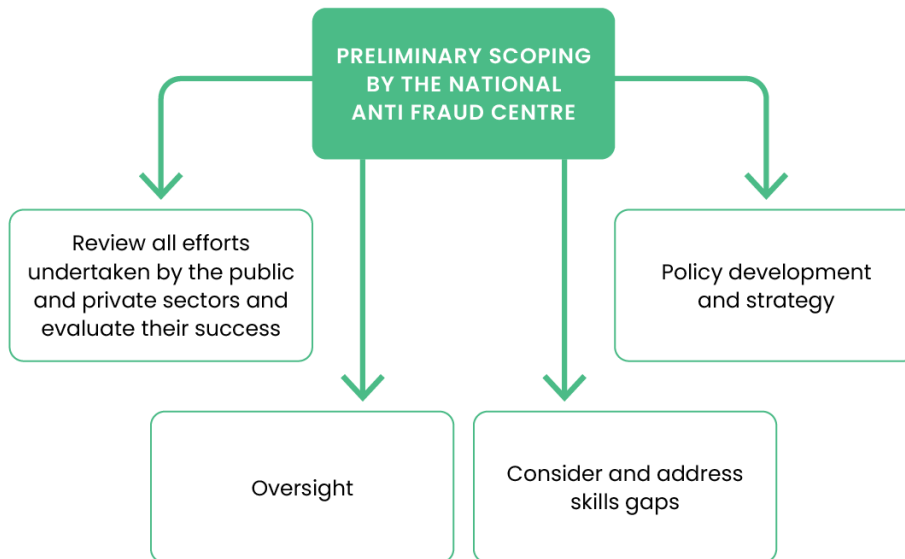 PRELIMINARY SCOPING
BY THE NATIONAL
ANTI FRAUD CENTRE
Review all efforts
undertaken by the public
and private sectors and
evaluate their success
Policy development
and strategy
Oversight
Consider and address
skills gaps